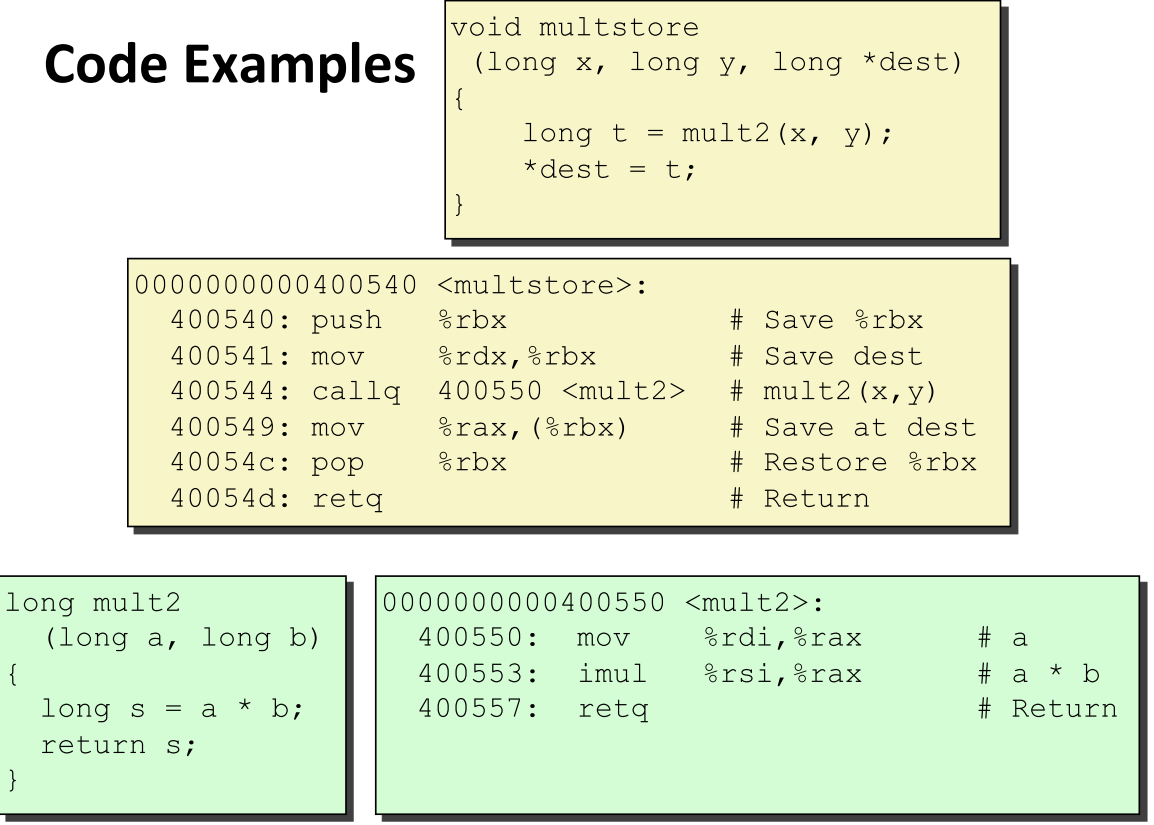 Code Examples
void multstore
 (long x, long y, long *dest)
{
    long t = mult2(x, y);
    *dest = t;
}
0000000000400540 <multstore>:
  400540: push   %rbx            # Save %rbx
  400541: mov    %rdx,%rbx       # Save dest
  400544: callq  400550 <mult2>  # mult2(x,y)
  400549: mov    %rax,(%rbx)     # Save at dest
  40054c: pop    %rbx            # Restore %rbx
  40054d: retq                   # Return
long mult2
  (long a, long b)
{
  long s = a * b;
  return s;
}
0000000000400550 <mult2>:
  400550:  mov    %rdi,%rax      # a
  400553:  imul   %rsi,%rax      # a * b
  400557:  retq                  # Return